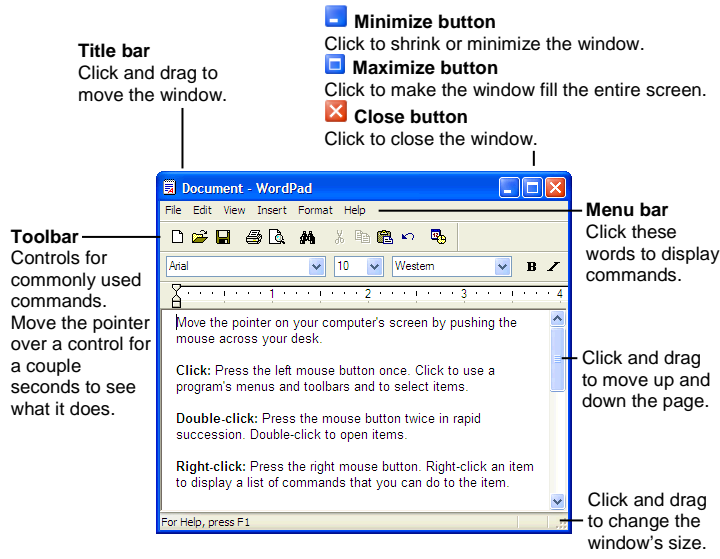 Minimize button
Click to shrink or minimize the window.
Maximize button
Click to make the window fill the entire screen.
Close button
Click to close the window.
Title bar
Click and drag to
move the window.
Document - WordPad
File Edit View Insert Format Help
Arial 10 Western B I
1 2 3 4
Move the pointer on your computer's screen by pushing the
mouse across your desk.
Click: Press the left mouse button once. Click to use a
program's menus and toolbars and to select items.
Double-click: Press the mouse button twice in rapid
succession. Double-click to open items.
Right-click: Press the right mouse button. Right-click an item
to display a list of commands that you can do to the item.
For Help, press F1
Toolbar
Controls for
commonly used
commands.
Move the pointer
over a control for
a couple
seconds to see
what it does.
Menu bar
Click these
words to display
commands.
Click and drag
to move up and
down the page.
Click and drag
to change the
window's size.